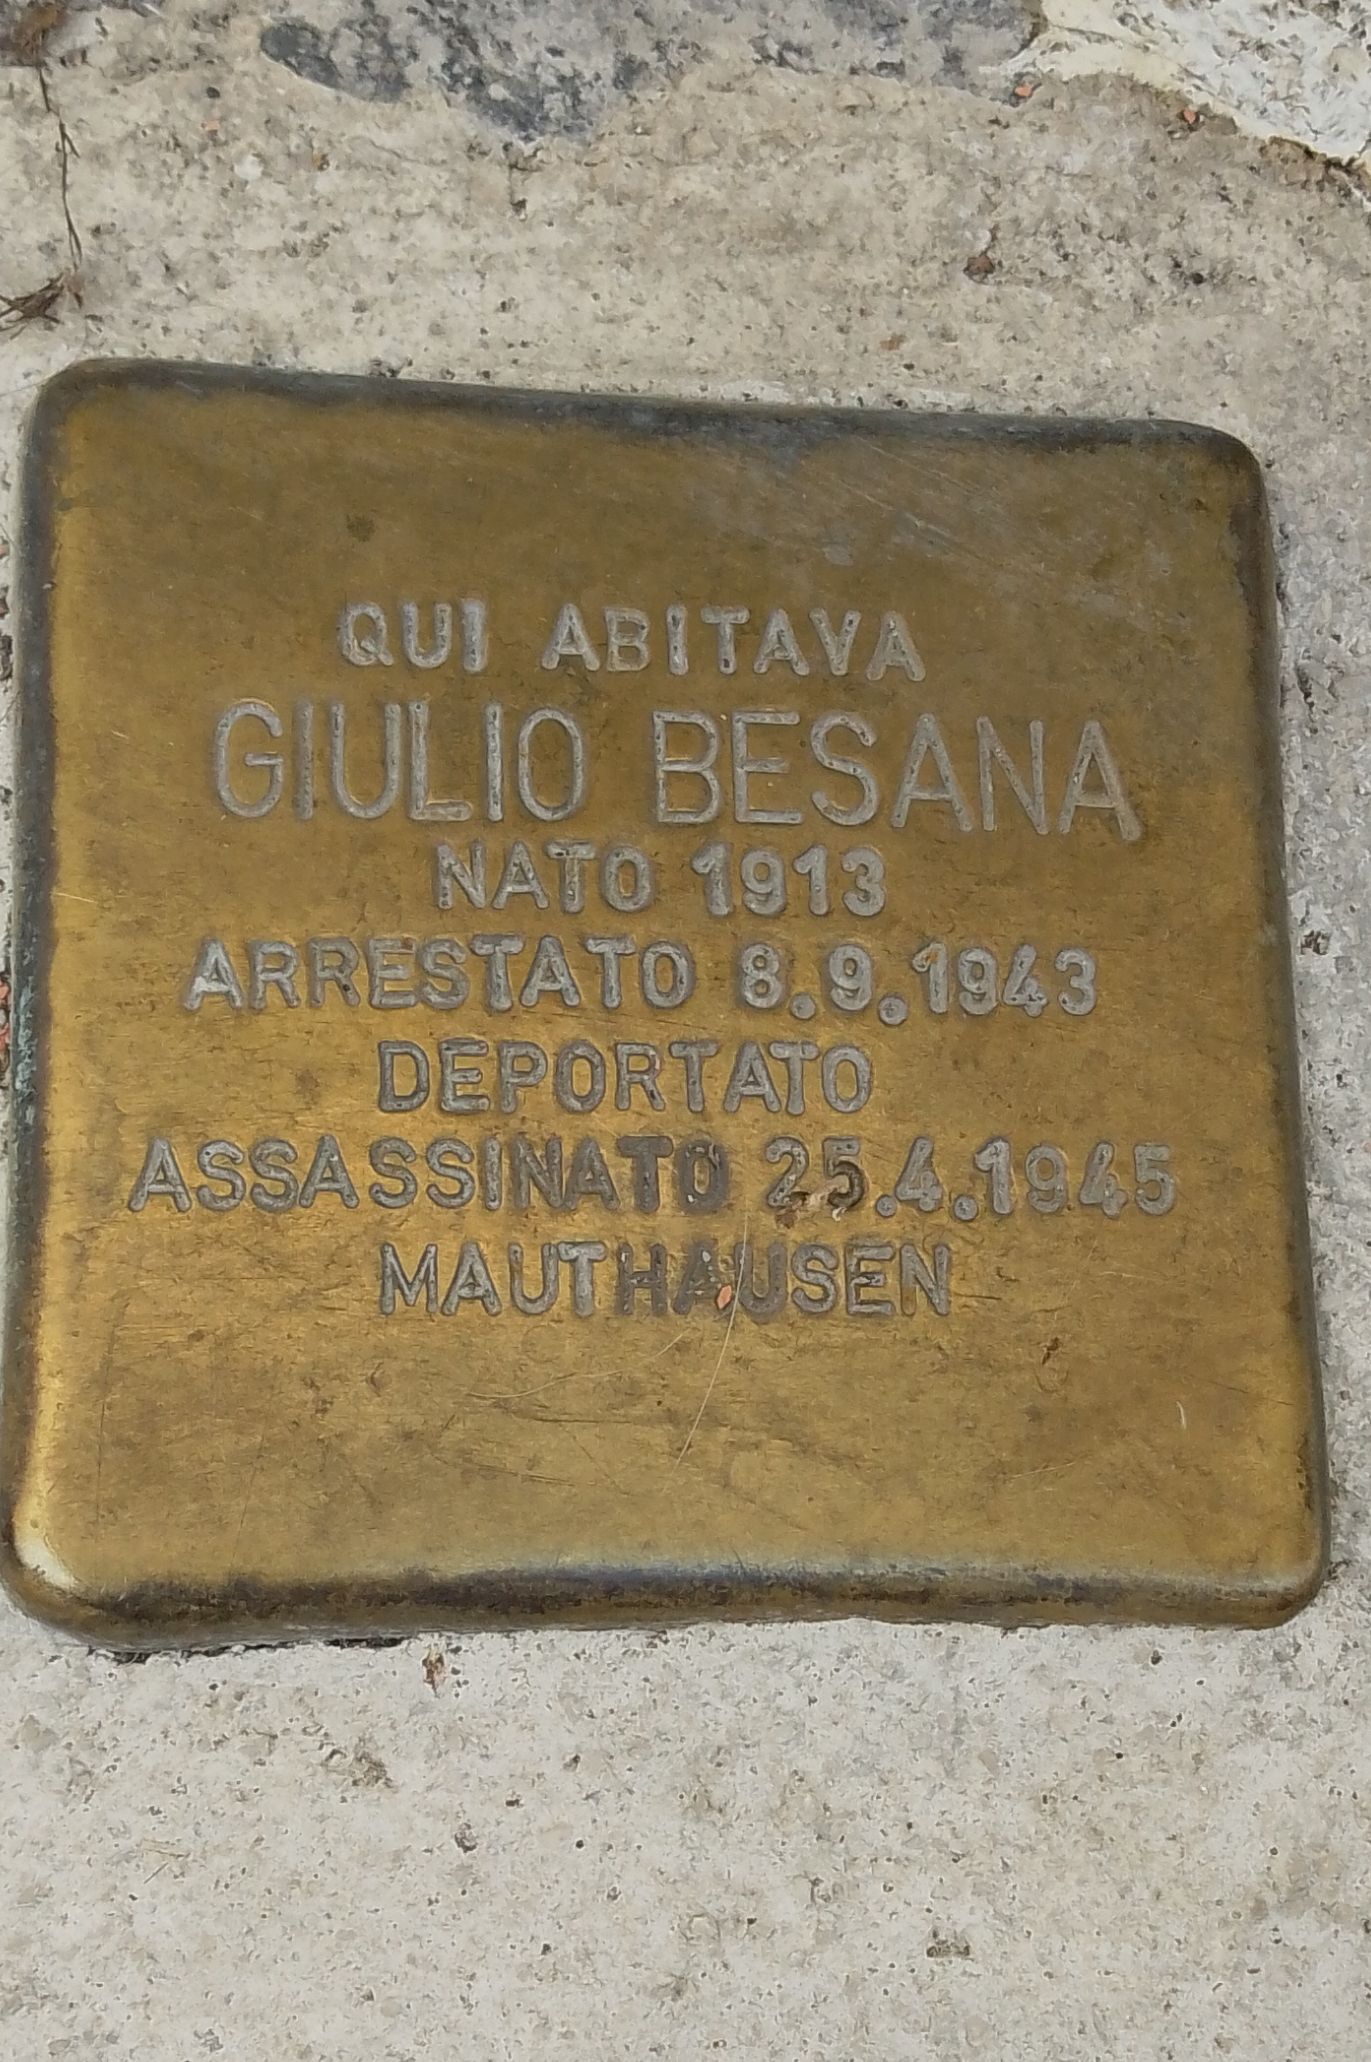 QUI ABITAVA
GIULIO BESANA
NATO 1913
ARRESTATO 8.9.1943
DEPORTATO
ASSASSINATO 25.4.1945
MAUTHAUSEN